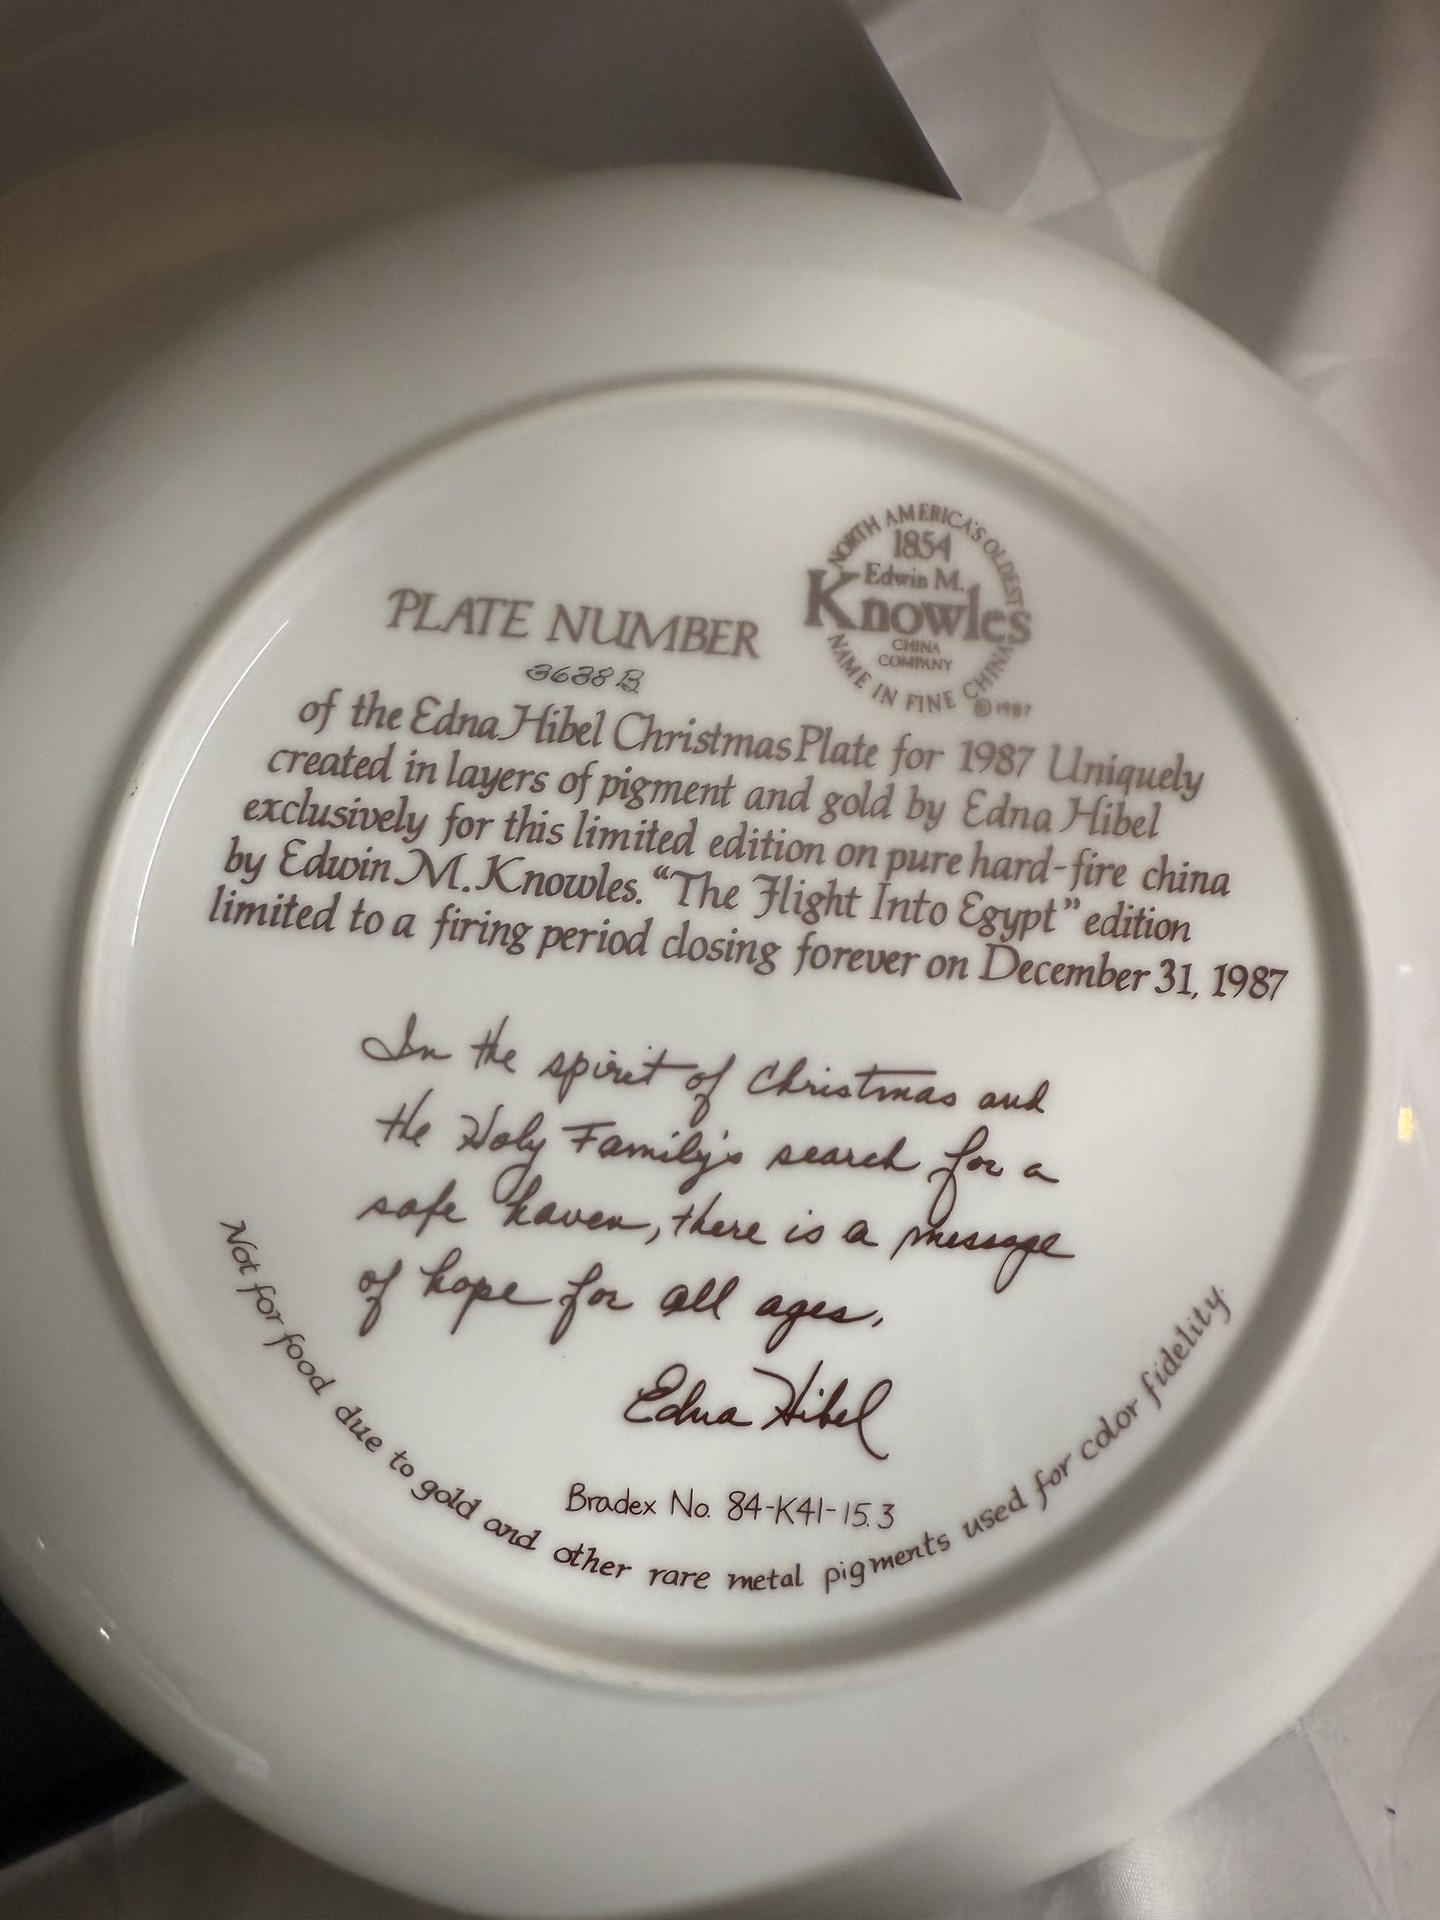 NORTH AMERICA'S OLDEST
1854
Edwin M.
Knowles
CHINA
COMPANY
NAME IN FINE CHINA
© 1987
PLATE NUMBER
3638B
of the Edna Hibel Christmas Plate for 1987 Uniquely
created in layers of pigment and gold by Edna Hibel
exclusively for this limited edition on pure hard-fire china
by Edwin M. Knowles. “The Flight Into Egypt” edition
limited to a firing period closing forever on December 31, 1987
In the spirit of Christmas and
the Holy Family's search for a
safe haven, there is a message
of hope for all ages.
Edna Hibel
Bradex No. 84-K41-15.3
Not for food due to gold and other rare metal pigments used for color fidelity